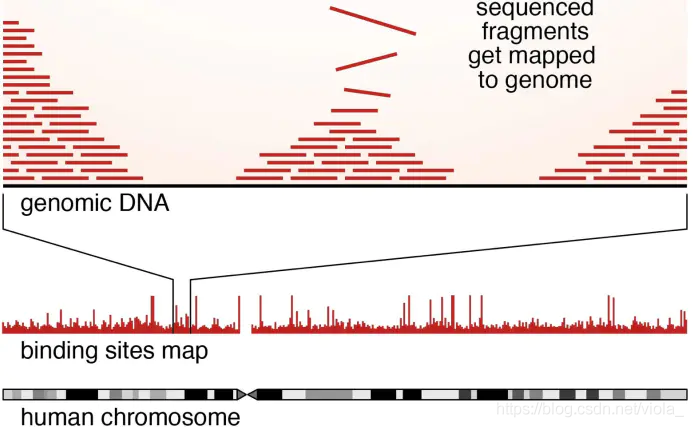 sequenced
fragments
get mapped
to genome
genomic DNA
binding sites map
human chromosome
https://blog.csdn.net/viola_